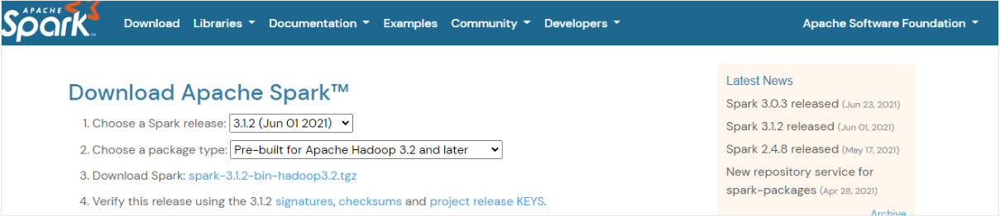 APACHE
Spark™
Download Libraries Documentation Examples Community Developers Apache Software Foundation
Download Apache Spark™
1. Choose a Spark release: 3.1.2 (Jun 01 2021)
2. Choose a package type: Pre-built for Apache Hadoop 3.2 and later
3. Download Spark: spark-3.1.2-bin-hadoop3.2.tgz
4. Verify this release using the 3.1.2 signatures, checksums and project release KEYS.
Latest News
Spark 3.0.3 released (Jun 23, 2021)
Spark 3.1.2 released (Jun 01, 2021)
Spark 2.4.8 released (May 17, 2021)
New repository service for
spark-packages (Apr 28, 2021)
Archive